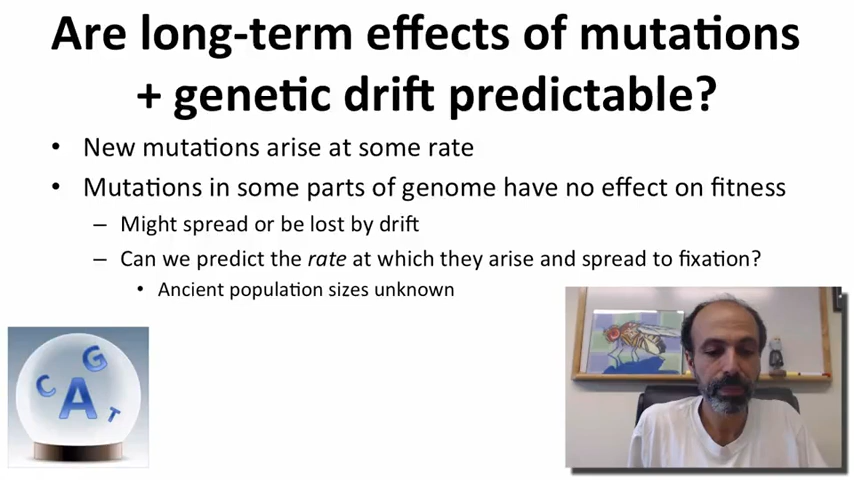 Are long-term effects of mutations
+ genetic drift predictable?
• New mutations arise at some rate
• Mutations in some parts of genome have no effect on fitness
– Might spread or be lost by drift
– Can we predict the rate at which they arise and spread to fixation?
• Ancient population sizes unknown
C G
A T